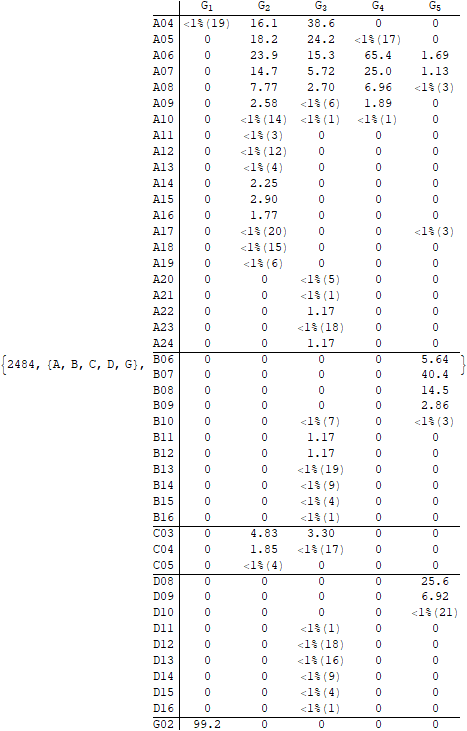 G1 G2 G3 G4 G5
A04 <1%(19) 16.1 38.6 0 0
A05 0 18.2 24.2 <1%(17) 0
A06 0 23.9 15.3 65.4 1.69
A07 0 14.7 5.72 25.0 1.13
A08 0 7.77 2.70 6.96 <1%(3)
A09 0 2.58 <1%(6) 1.89 0
A10 0 <1%(14) <1%(1) <1%(1) 0
A11 0 <1%(3) 0 0 0
A12 0 <1%(12) 0 0 0
A13 0 <1%(4) 0 0 0
A14 0 2.25 0 0 0
A15 0 2.90 0 0 0
A16 0 1.77 0 0 0
A17 0 <1%(20) 0 0 <1%(3)
A18 0 <1%(15) 0 0 0
A19 0 <1%(6) 0 0 0
A20 0 0 <1%(5) 0 0
A21 0 0 <1%(1) 0 0
A22 0 0 1.17 0 0
A23 0 0 <1%(18) 0 0
A24 0 0 1.17 0 0
{2484, {A, B, C, D, G}, B06 0 0 0 0 5.64 }
B07 0 0 0 0 40.4
B08 0 0 0 0 14.5
B09 0 0 0 0 2.86
B10 0 0 <1%(7) 0 <1%(3)
B11 0 0 1.17 0 0
B12 0 0 1.17 0 0
B13 0 0 <1%(19) 0 0
B14 0 0 <1%(9) 0 0
B15 0 0 <1%(4) 0 0
B16 0 0 <1%(1) 0 0
C03 0 4.83 3.30 0 0
C04 0 1.85 <1%(17) 0 0
C05 0 <1%(4) 0 0 0
D08 0 0 0 0 25.6
D09 0 0 0 0 6.92
D10 0 0 0 0 <1%(21)
D11 0 0 <1%(1) 0 0
D12 0 0 <1%(18) 0 0
D13 0 0 <1%(16) 0 0
D14 0 0 <1%(9) 0 0
D15 0 0 <1%(4) 0 0
D16 0 0 <1%(1) 0 0
G02 99.2 0 0 0 0